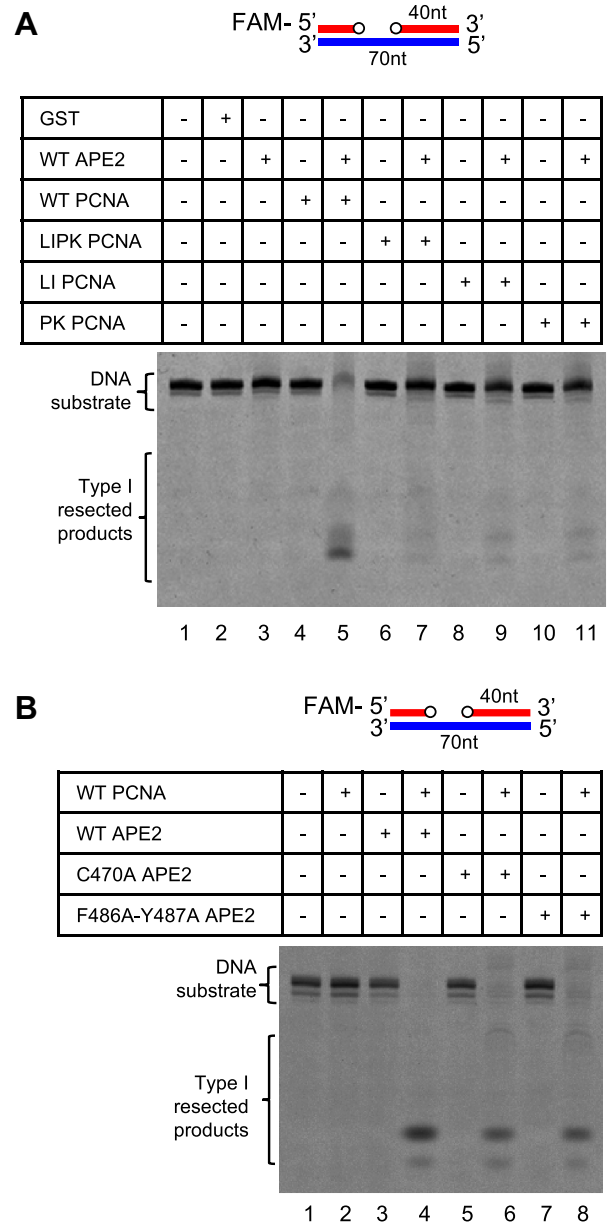 A
FAM- 5’ 40nt 3’
3’ 5’
70nt
GST - + - - - - - - - - -
WT APE2 - - + - + - + - + - +
WT PCNA - - - + + - - - - - -
LIPK PCNA - - - - - + + - - - -
LI PCNA - - - - - - - + + - -
PK PCNA - - - - - - - - - + +
DNA
substrate
Type I
resected
products
1 2 3 4 5 6 7 8 9 10 11
B
FAM- 5’ 40nt 3’
3’ 5’
70nt
WT PCNA - + - + - + - +
WT APE2 - - + + - - - -
C470A APE2 - - - - + + - -
F486A-Y487A APE2 - - - - - - + +
DNA
substrate
Type I
resected
products
1 2 3 4 5 6 7 8